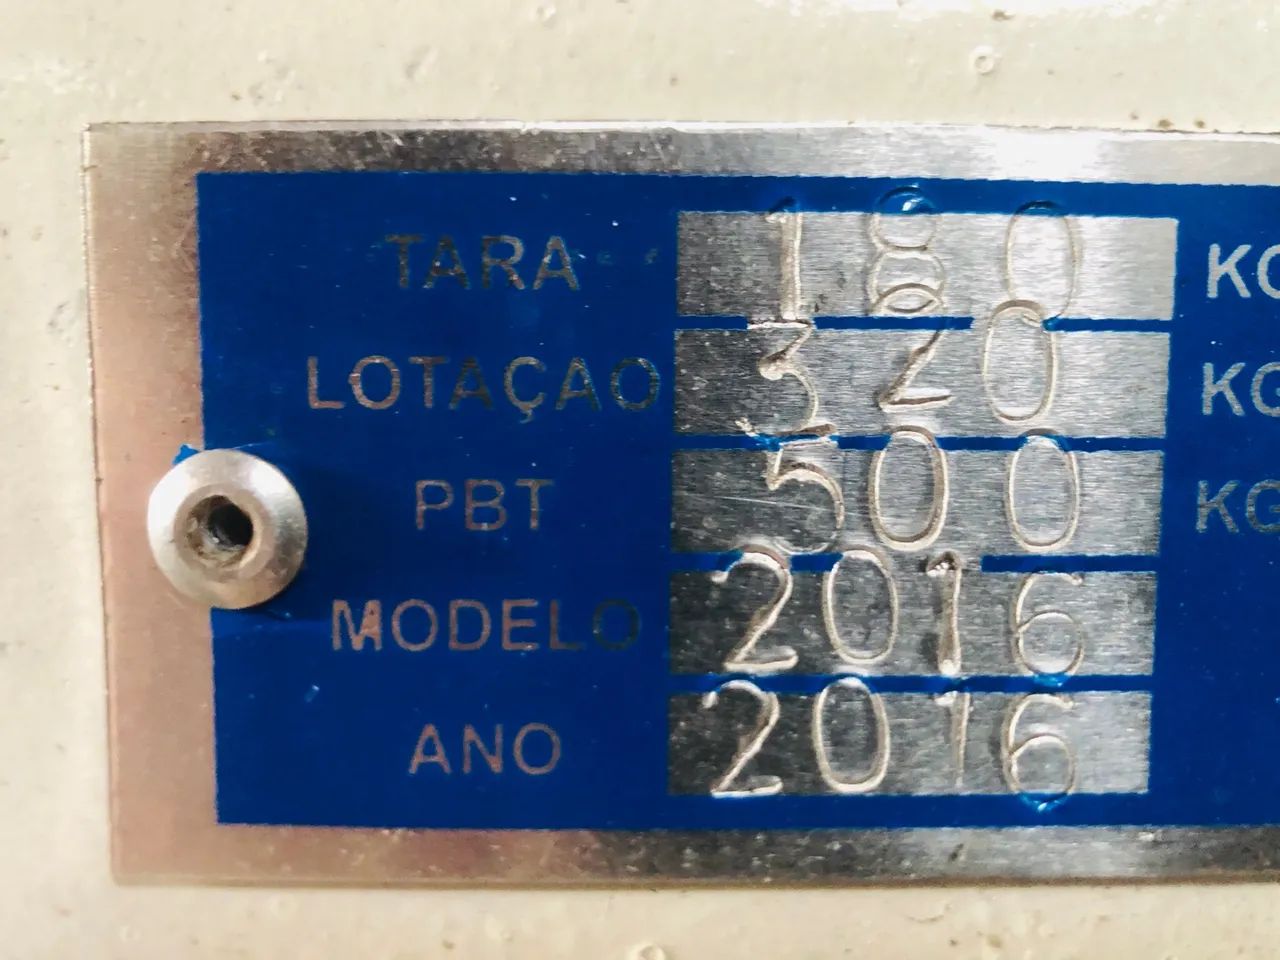 TARA 180 KG
LOTAÇAO 320 KG
PBT 500 KG
MODELO 2016
ANO 2016